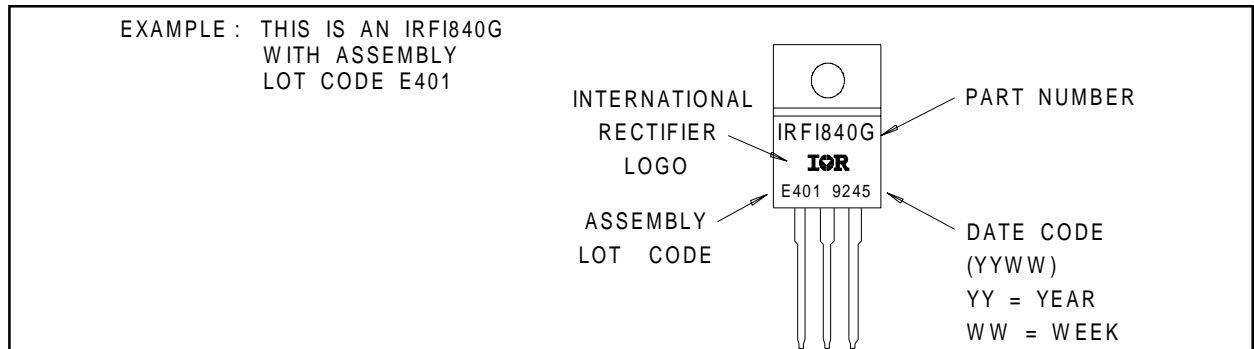 EXAMPLE : THIS IS AN IRFI840G
WITH ASSEMBLY
LOT CODE E401
INTERNATIONAL
RECTIFIER
LOGO
PART NUMBER
IRFI840G
IOR
E401 9245
ASSEMBLY
LOT CODE
DATE CODE
(YYWW)
YY = YEAR
WW = WEEK